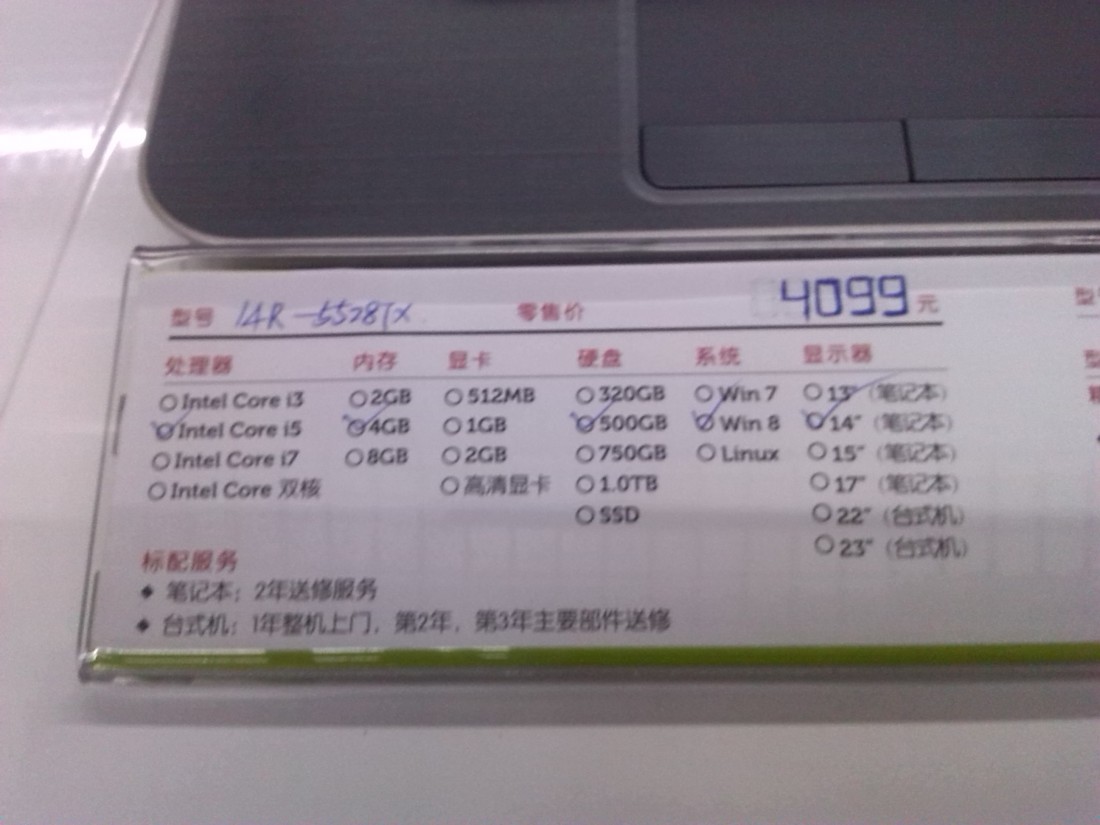 型号 14R-5528TX 零售价 4099元
处理器 内存 显卡 硬盘 系统 显示器
Intel Core i3 2GB 512MB 320GB Win 7 13" (笔记本)
Intel Core i5 4GB 1GB 500GB Win 8 14" (笔记本)
Intel Core i7 8GB 2GB 750GB Linux 15" (笔记本)
Intel Core 双核 高清显卡 1.0TB 17" (笔记本)
SSD 22" (台式机)
23" (台式机)
标配服务
◆ 笔记本：2年送修服务
◆ 台式机：1年整机上门，第2年，第3年主要部件送修